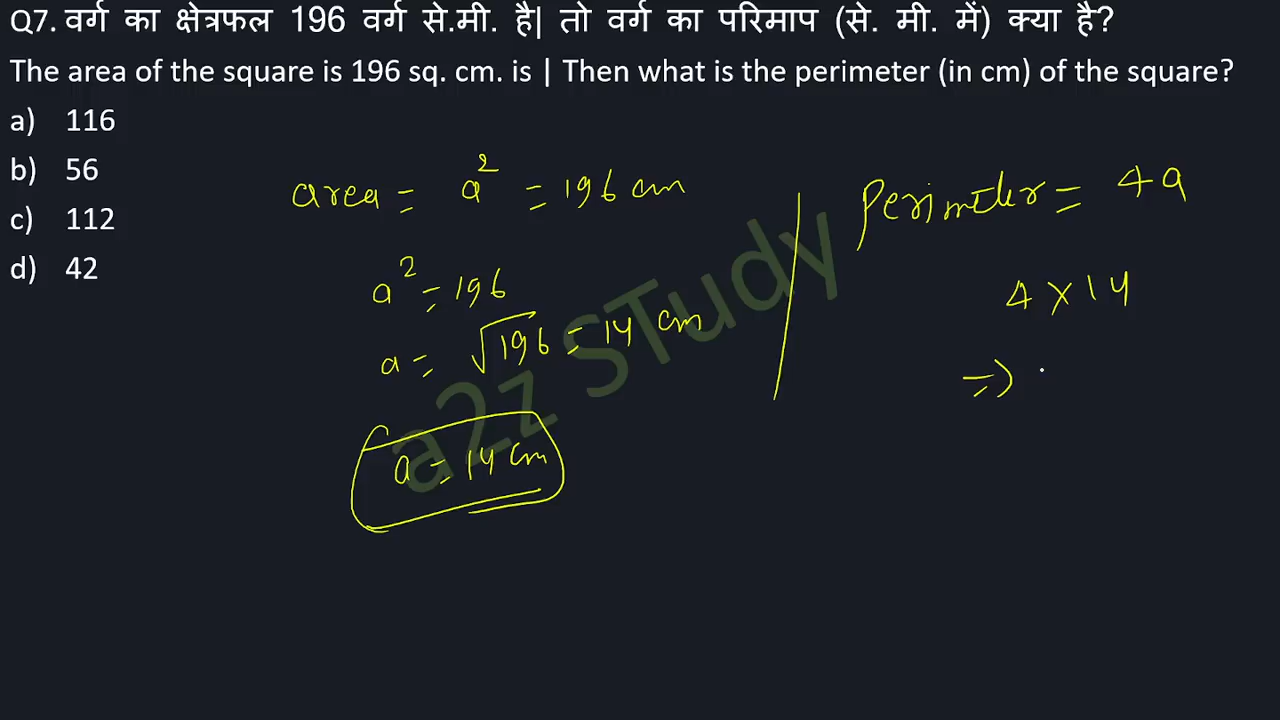 Q7. वर्ग का क्षेत्रफल 196 वर्ग से.मी. है| तो वर्ग का परिमाप (से. मी. में) क्या है?
The area of the square is 196 sq. cm. is | Then what is the perimeter (in cm) of the square?
a) 116
b) 56
c) 112
d) 42
area = a² = 196 cm
a² = 196
a = √196 = 14 cm
a = 14 cm
Perimeter = 4a
4 × 14
⇒
a2z STudy